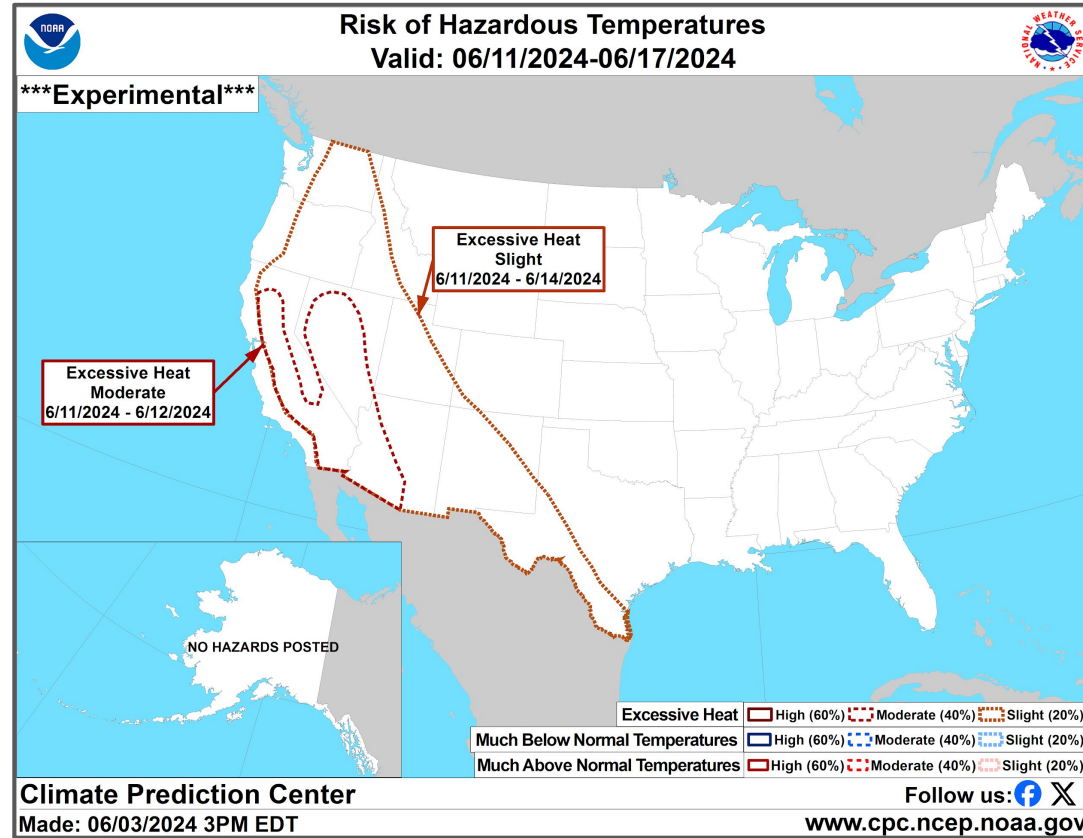 NOAA
Risk of Hazardous Temperatures
Valid: 06/11/2024-06/17/2024
NATIONAL WEATHER SERVICE
***Experimental***
Excessive Heat
Slight
6/11/2024 - 6/14/2024
Excessive Heat
Moderate
6/11/2024 - 6/12/2024
NO HAZARDS POSTED
Excessive Heat High (60%) Moderate (40%) Slight (20%)
Much Below Normal Temperatures High (60%) Moderate (40%) Slight (20%)
Much Above Normal Temperatures High (60%) Moderate (40%) Slight (20%)
Climate Prediction Center
Follow us:
Made: 06/03/2024 3PM EDT
www.cpc.ncep.noaa.gov